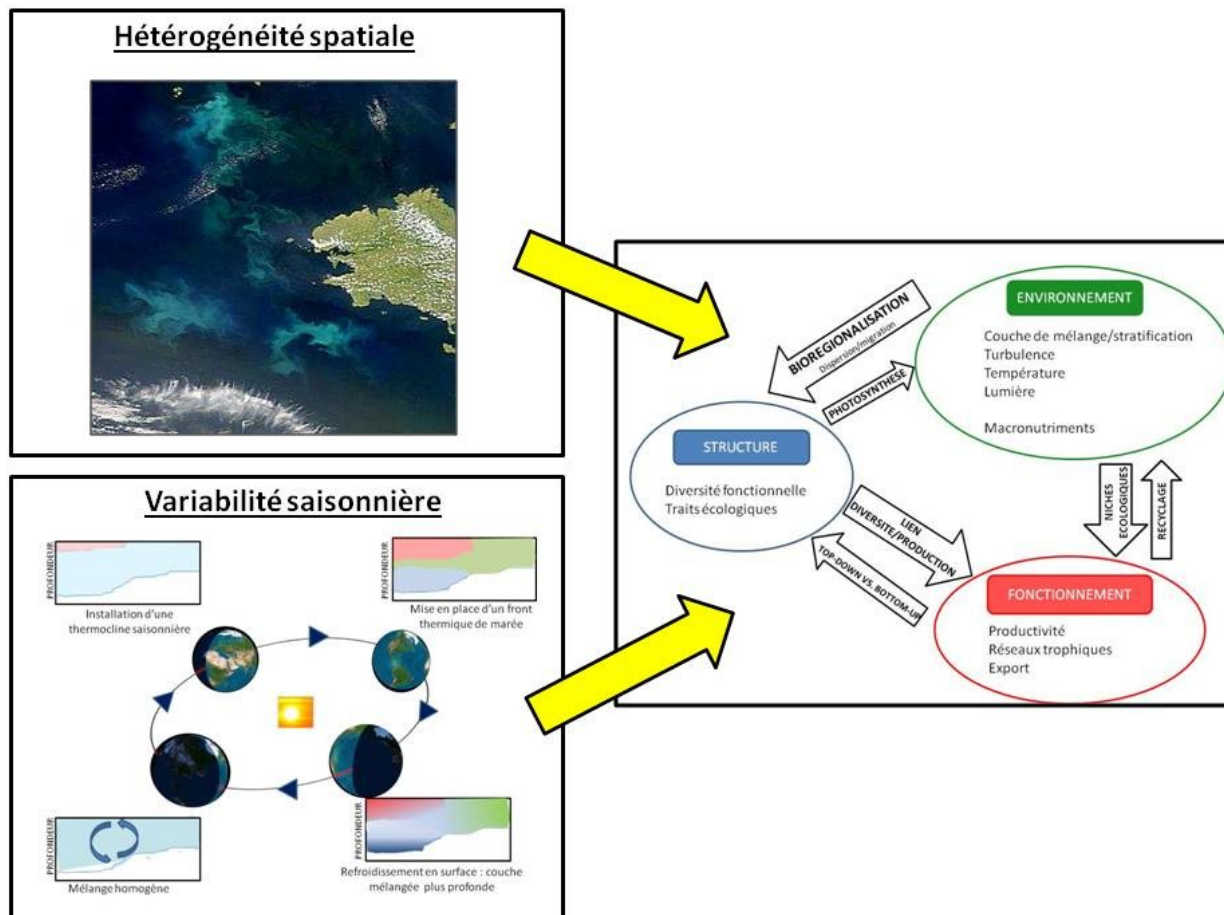 Hétérogénéité spatiale
Variabilité saisonnière
PROFONDEUR
Installation d'une
thermocline saisonnière
PROFONDEUR
Mise en place d'un front
thermique de marée
PROFONDEUR
Mélange homogène
PROFONDEUR
Refroidissement en surface : couche
mélangée plus profonde
ENVIRONNEMENT
Couche de mélange/stratification
Turbulence
Température
Lumière
Macronutriments
BIOREGIONALISATION
Dispersion/migration
PHOTOSYNTHESE
STRUCTURE
Diversité fonctionnelle
Traits écologiques
LIEN
DIVERSITE/PRODUCTION
TOP-DOWN VS. BOTTOM-UP
NICHES
ECOLOGIQUES
RECYCLAGE
FONCTIONNEMENT
Productivité
Réseaux trophiques
Export